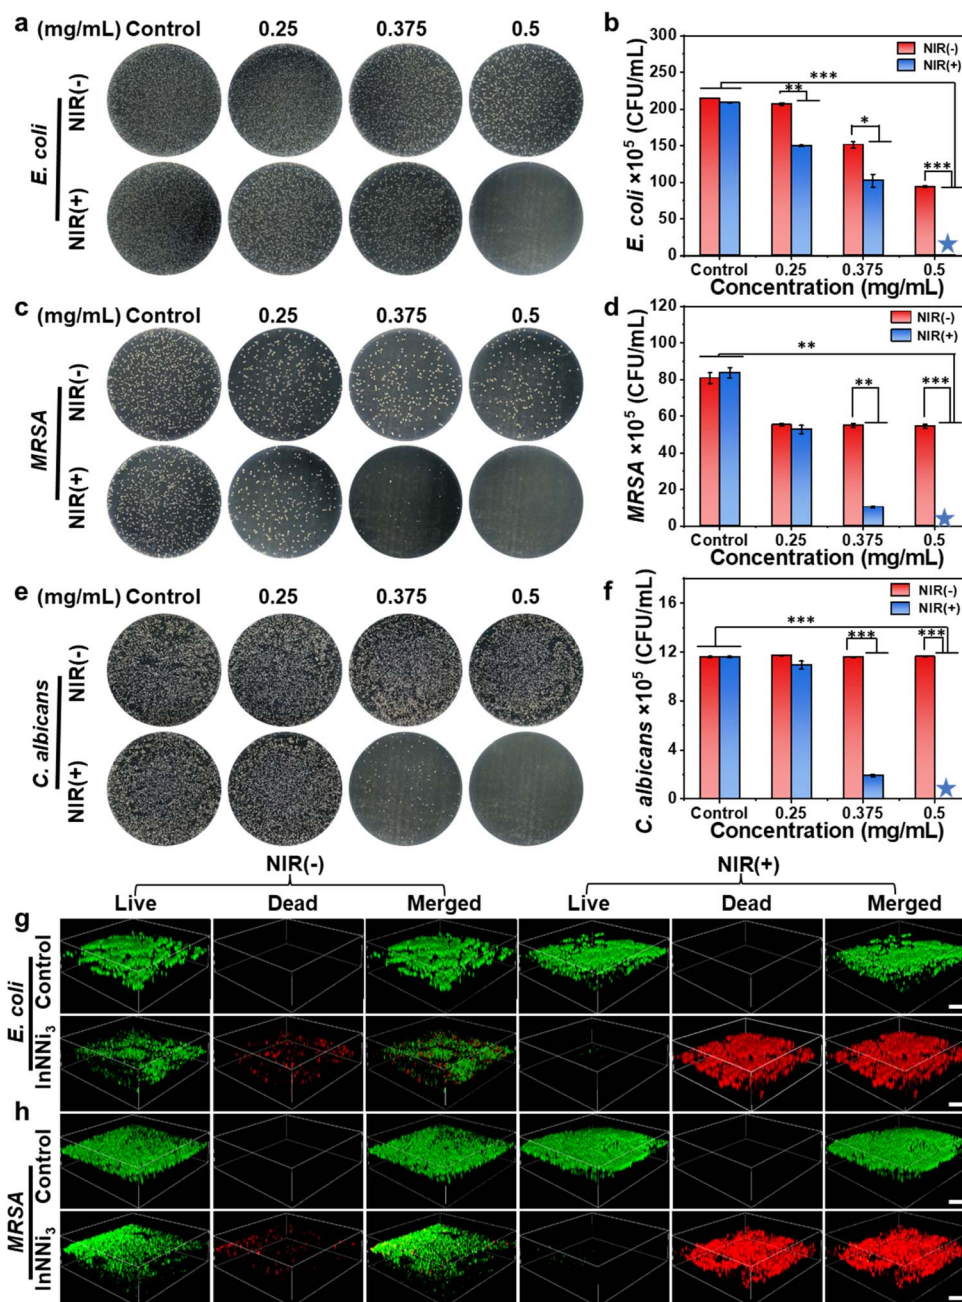 a (mg/mL) Control 0.25 0.375 0.5
E. coli
NIR(-)
NIR(+)
b
E. coli ×10⁵ (CFU/mL)
300
250
200
150
100
50
0
NIR(-)
NIR(+)
***
**
*
***
Control 0.25 0.375 0.5
Concentration (mg/mL)
c (mg/mL) Control 0.25 0.375 0.5
MRSA
NIR(-)
NIR(+)
d
MRSA ×10⁵ (CFU/mL)
120
100
80
60
40
20
0
NIR(-)
NIR(+)
**
**
***
Control 0.25 0.375 0.5
Concentration (mg/mL)
e (mg/mL) Control 0.25 0.375 0.5
C. albicans
NIR(-)
NIR(+)
f
C. albicans ×10⁵ (CFU/mL)
16
12
8
4
0
NIR(-)
NIR(+)
***
***
***
Control 0.25 0.375 0.5
Concentration (mg/mL)
NIR(-) NIR(+)
Live Dead Merged Live Dead Merged
g
E. coli
Control
InNNi₃
h
MRSA
Control
InNNi₃